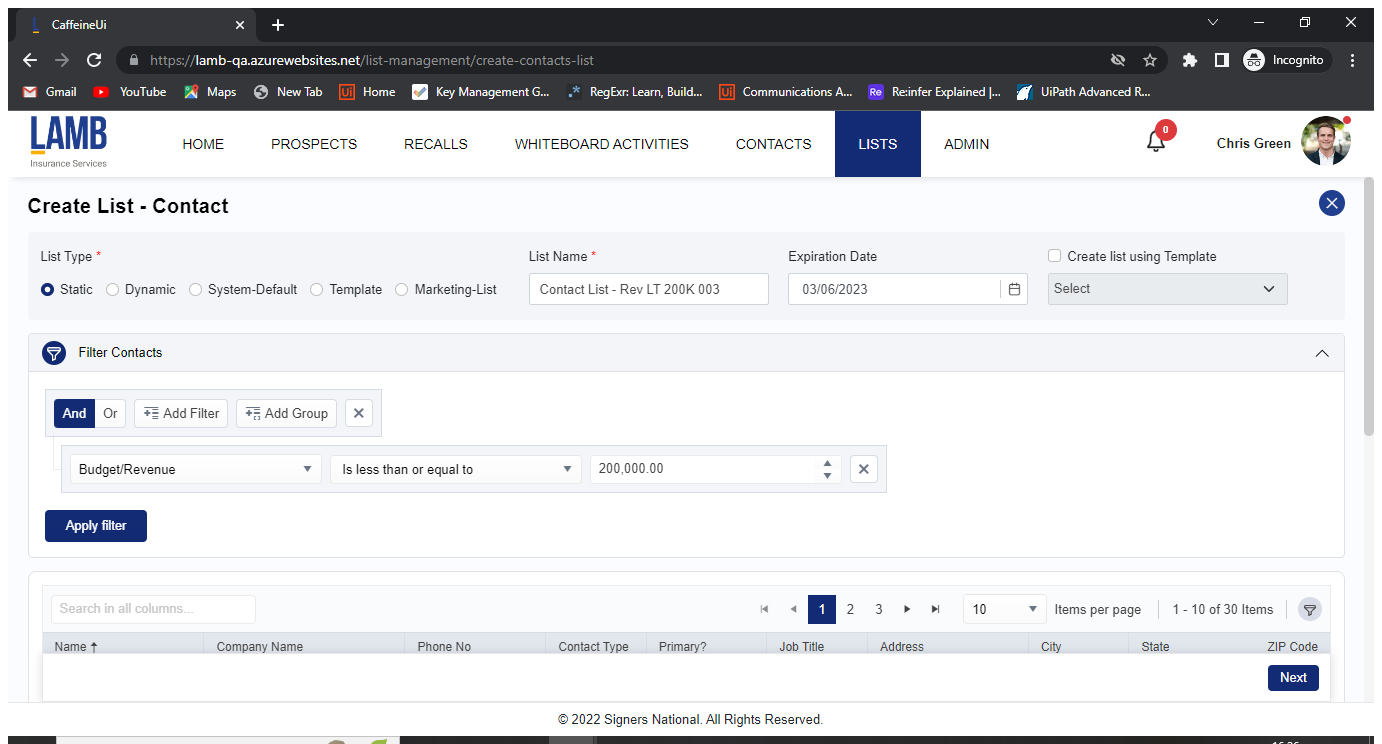 CaffeineUi
https://lamb-qa.azurewebsites.net/list-management/create-contacts-list
Incognito
Gmail YouTube Maps New Tab Home Key Management G... RegExr: Learn, Build... Communications A... Re:infer Explained |... UiPath Advanced R...
LAMB
Insurance Services
HOME PROSPECTS RECALLS WHITEBOARD ACTIVITIES CONTACTS LISTS ADMIN 0 Chris Green
Create List - Contact
List Type * List Name * Expiration Date Create list using Template
Static Dynamic System-Default Template Marketing-List Contact List - Rev LT 200K 003 03/06/2023 Select
Filter Contacts
And Or Add Filter Add Group
Budget/Revenue Is less than or equal to 200,000.00
Apply filter
Search in all columns... 1 2 3 10 Items per page 1 - 10 of 30 Items
Name Company Name Phone No Contact Type Primary? Job Title Address City State ZIP Code
Next
© 2022 Signers National. All Rights Reserved.